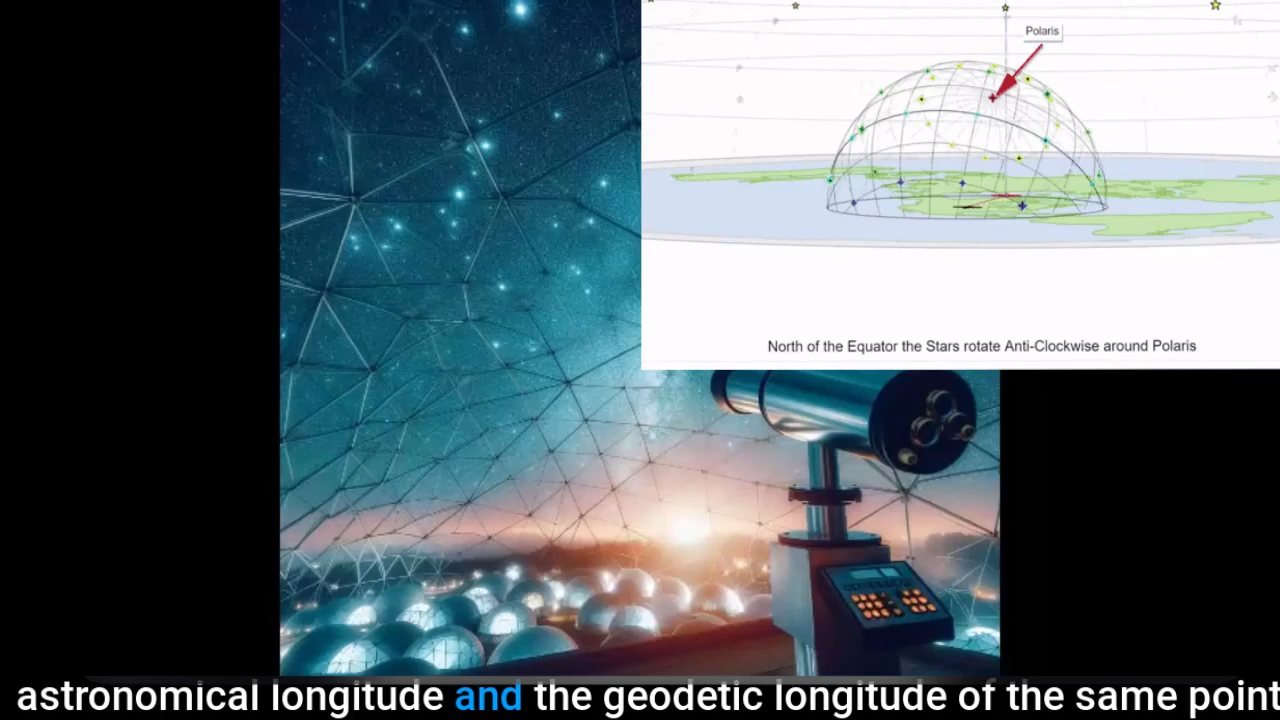 Polaris
North of the Equator the Stars rotate Anti-Clockwise around Polaris
astronomical longitude and the geodetic longitude of the same point